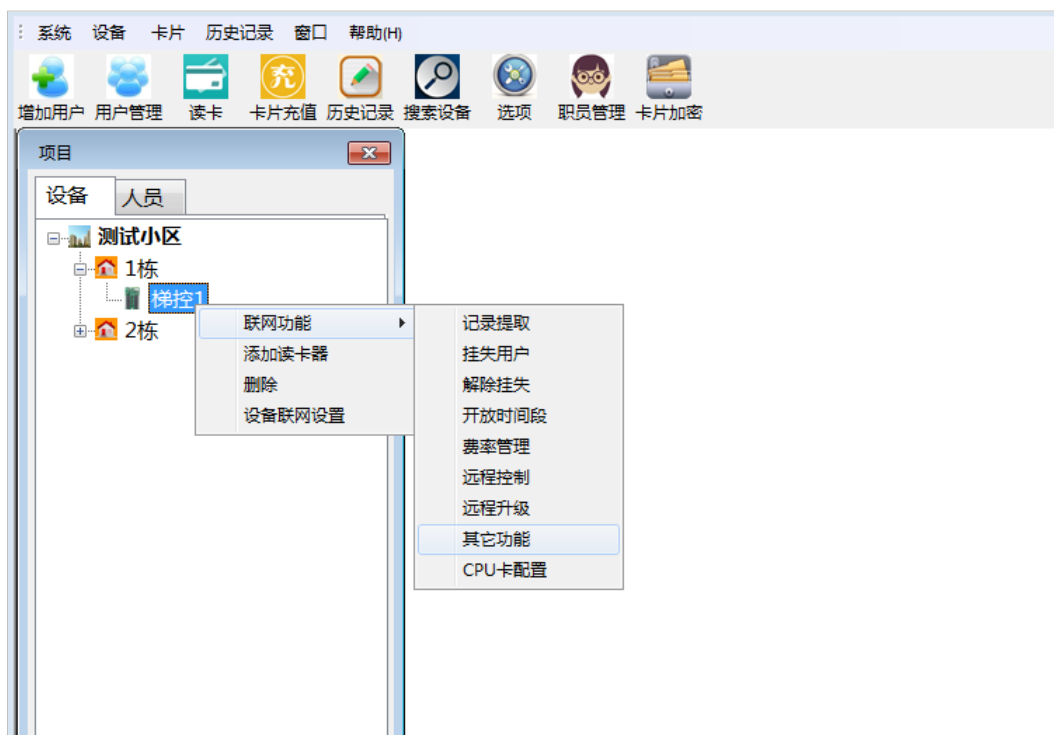 系统 设备 卡片 历史记录 窗口 帮助(H)
增加用户 用户管理 读卡 卡片充值 历史记录 搜索设备 选项 职员管理 卡片加密
充
项目
设备 人员
测试小区
1栋
梯控1
2栋
联网功能
添加读卡器
删除
设备联网设置
记录提取
挂失用户
解除挂失
开放时间段
费率管理
远程控制
远程升级
其它功能
CPU卡配置